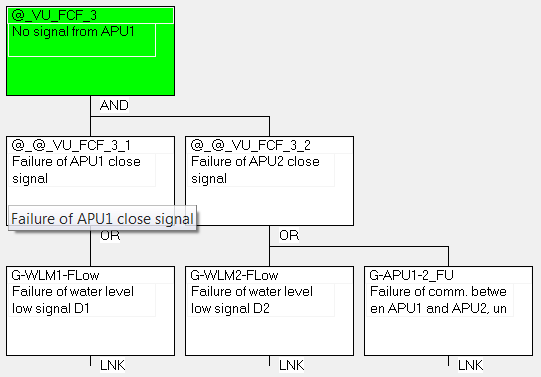 @_VU_FCF_3
No signal from APU1
AND
@_@_VU_FCF_3_1
Failure of APU1 close
signal
@_@_VU_FCF_3_2
Failure of APU2 close
signal
Failure of APU1 close signal
OR
OR
G-WLM1-FLow
Failure of water level
low signal D1
G-WLM2-FLow
Failure of water level
low signal D2
G-APU1-2_FU
Failure of comm. betwe
en APU1 and APU2, un
LNK
LNK
LNK